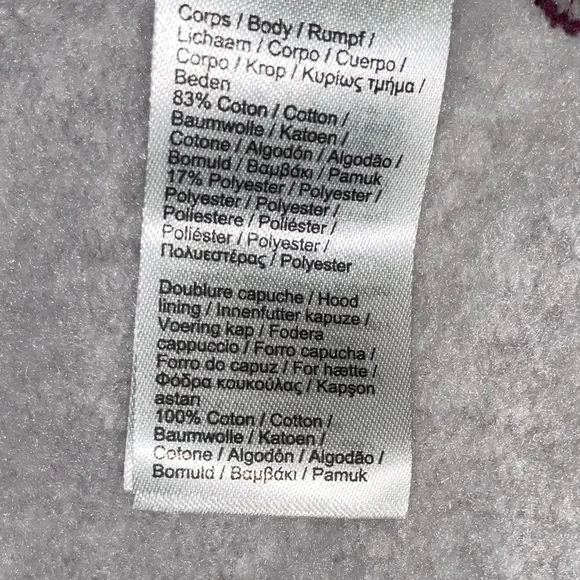 Corps / Body / Rumpf /
Lichaam / Corpo / Cuerpo /
Corpo / Krop / Κυρίως τμήμα /
Beden
83% Coton / Cotton /
Baumwolle / Katoen /
Cotone / Algodón / Algodão /
Bomuld / Βαμβάκι / Pamuk
17% Polyester / Polyester /
Polyester / Polyester /
Poliestere / Poliéster /
Poliéster / Polyester /
Πολυεστέρας / Polyester
Doublure capuche / Hood
lining / Innenfutter kapuze /
Voering kap / Fodera
cappuccio / Forro capucha /
Forro do capuz / For hætte /
Φόδρα κουκούλας / Kapşon
astarı
100% Coton / Cotton /
Baumwolle / Katoen /
Cotone / Algodón / Algodão /
Bomuld / Βαμβάκι / Pamuk